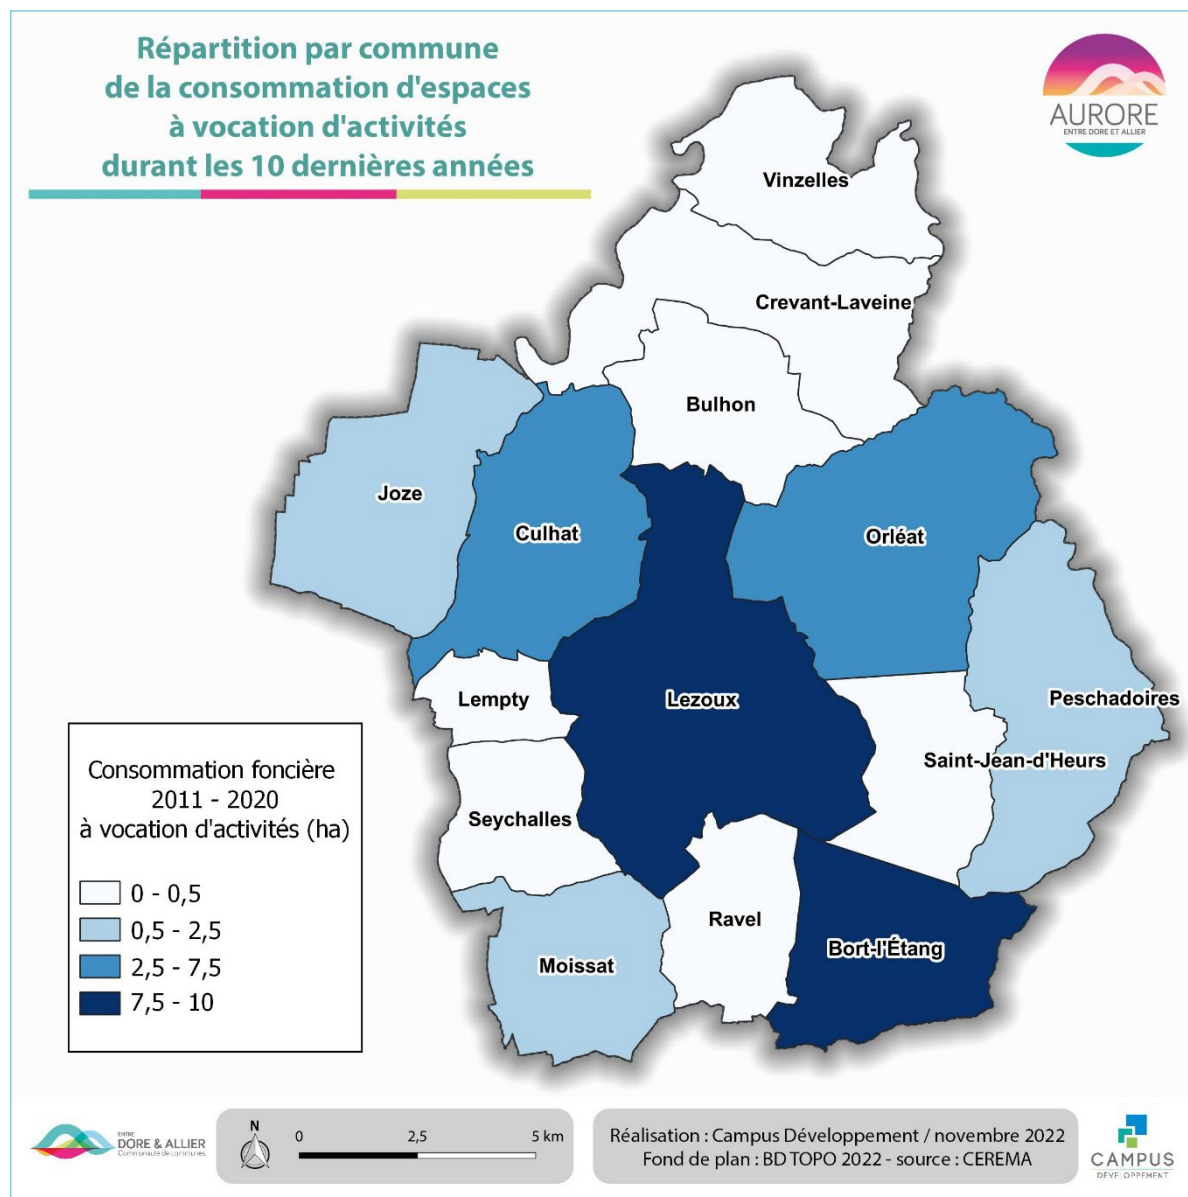 Répartition par commune
de la consommation d'espaces
à vocation d'activités
durant les 10 dernières années
AURORE
ENTRE DORE ET ALLIER
Vinzelles
Crevant-Laveine
Bulhon
Joze
Culhat
Orléat
Lempty
Lezoux
Peschadoires
Saint-Jean-d'Heurs
Seychalles
Ravel
Bort-l'Étang
Moissat
Consommation foncière
2011 - 2020
à vocation d'activités (ha)
0 - 0,5
0,5 - 2,5
2,5 - 7,5
7,5 - 10
ENTRE
DORE & ALLIER
Communauté de communes
N
0 2,5 5 km
Réalisation : Campus Développement / novembre 2022
Fond de plan : BD TOPO 2022 - source : CEREMA
CAMPUS
DÉVELOPPEMENT